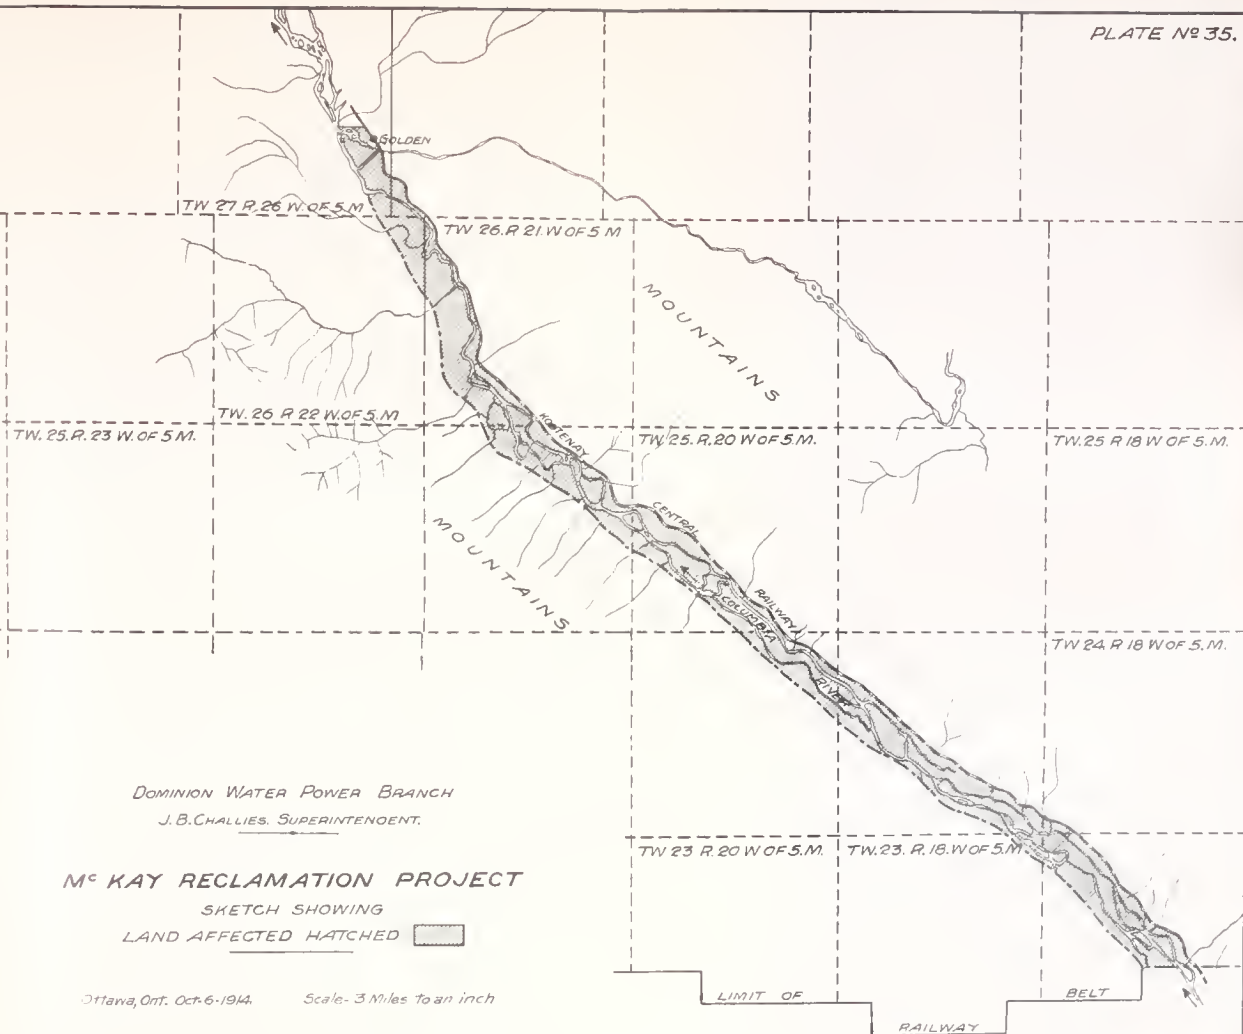 PLATE Nº 35.
GOLDEN
TW 27 R. 26 W. OF 5 M
TW 26. R 21. W OF 5 M
MOUNTAINS
TW. 26 R 22 W. OF 5. M
TW. 25. R. 23 W. OF 5 M.
KOOTENAY
TW. 25. R. 20 W OF 5. M.
TW. 25 R 18 W OF 5. M.
CENTRAL
MOUNTAINS
RAILWAY
COLUMBIA
TW 24. R 18 W OF 5. M.
RIVER
DOMINION WATER POWER BRANCH
J. B. CHALLIES. SUPERINTENDENT.
TW 23 R. 20 W OF 5. M.
TW. 23. R. 18. W OF 5. M
Mc KAY RECLAMATION PROJECT
SKETCH SHOWING
LAND AFFECTED HATCHED
Ottawa, Ont. Oct-6-1914.
Scale- 3 Miles to an inch
LIMIT OF
BELT
RAILWAY